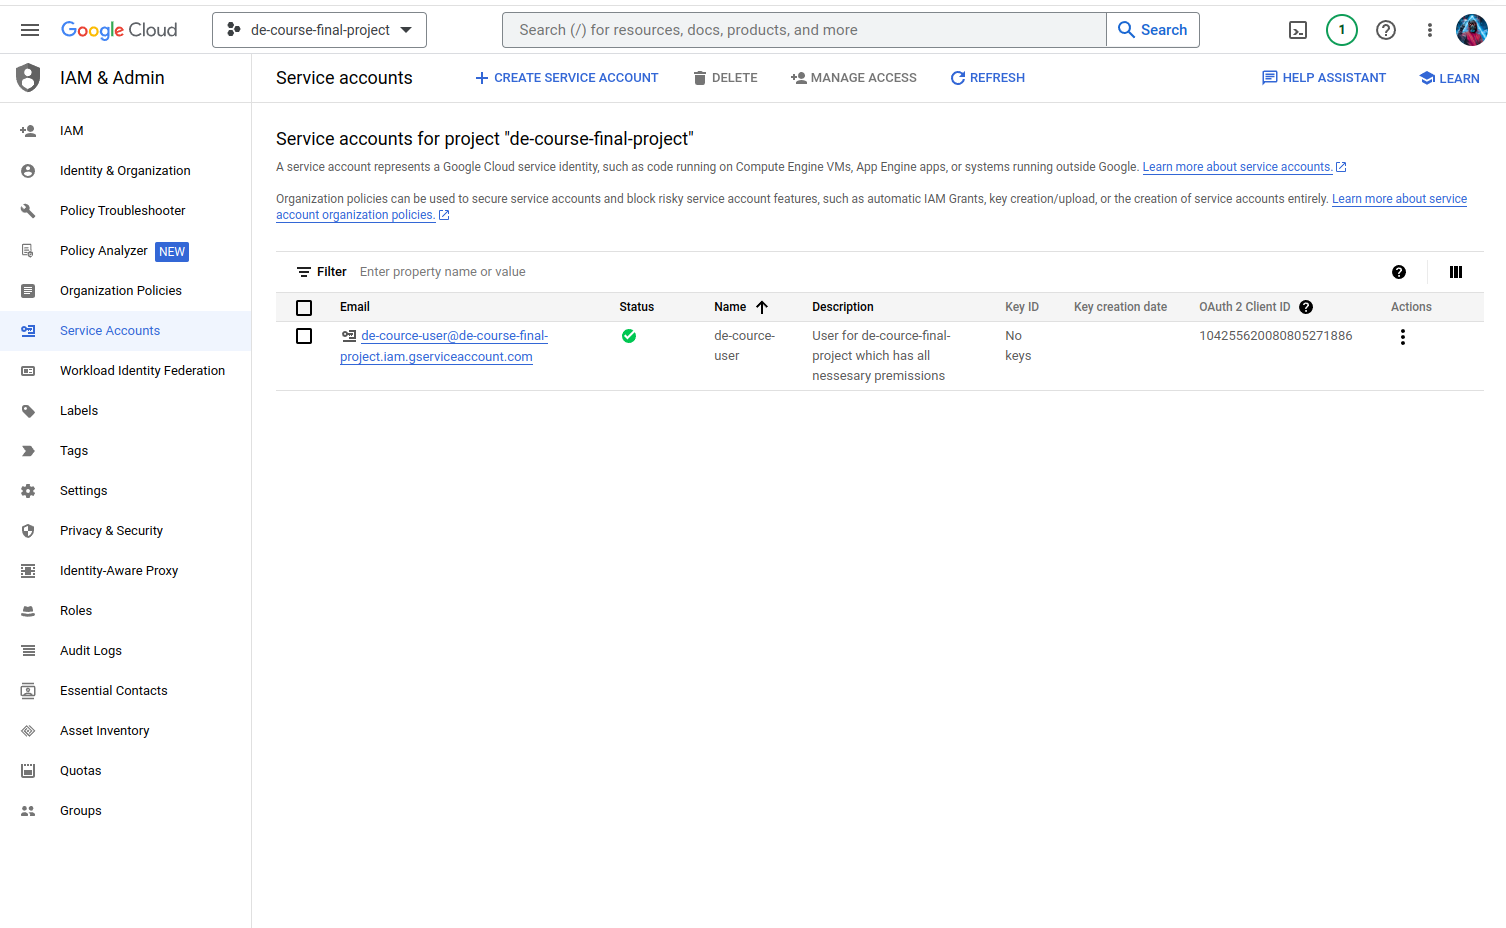 Google Cloud
de-course-final-project
Search (/) for resources, docs, products, and more
Search
1
IAM & Admin
Service accounts
CREATE SERVICE ACCOUNT
DELETE
MANAGE ACCESS
REFRESH
HELP ASSISTANT
LEARN
IAM
Identity & Organization
Policy Troubleshooter
Policy Analyzer NEW
Organization Policies
Service Accounts
Workload Identity Federation
Labels
Tags
Settings
Privacy & Security
Identity-Aware Proxy
Roles
Audit Logs
Essential Contacts
Asset Inventory
Quotas
Groups
Service accounts for project "de-course-final-project"
A service account represents a Google Cloud service identity, such as code running on Compute Engine VMs, App Engine apps, or systems running outside Google. Learn more about service accounts.
Organization policies can be used to secure service accounts and block risky service account features, such as automatic IAM Grants, key creation/upload, or the creation of service accounts entirely. Learn more about service
account organization policies.
Filter Enter property name or value
Email Status Name Description Key ID Key creation date OAuth 2 Client ID Actions
de-cource-user@de-course-final- de-cource- User for de-cource-final- No 104255620080805271886
project.iam.gserviceaccount.com user project which has all keys
nessesary premissions